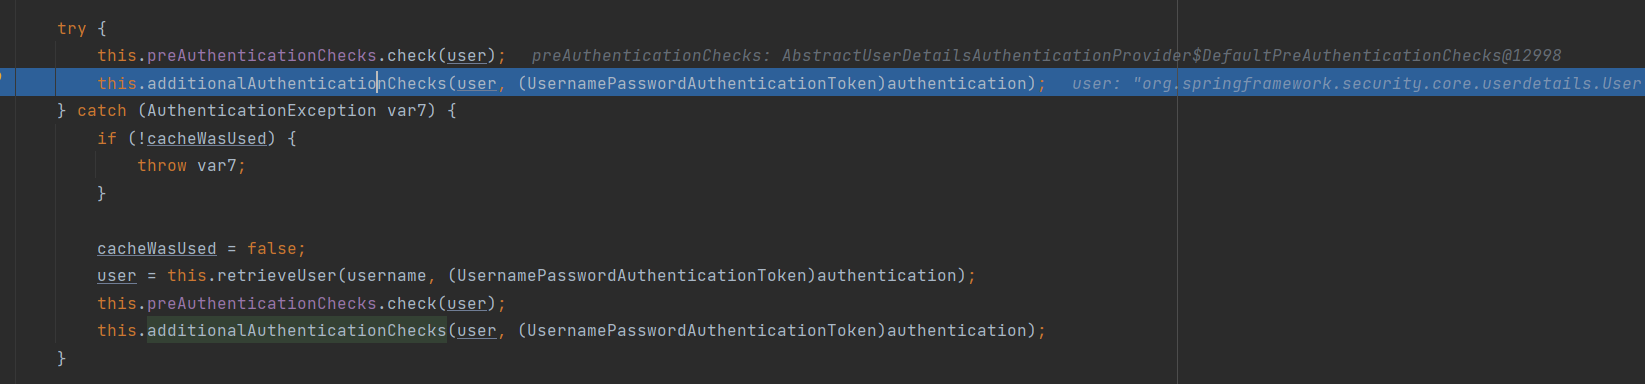 try {
this.preAuthenticationChecks.check(user); preAuthenticationChecks: AbstractUserDetailsAuthenticationProvider$DefaultPreAuthenticationChecks@12998
this.additionalAuthenticationChecks(user, (UsernamePasswordAuthenticationToken)authentication); user: "org.springframework.security.core.userdetails.User
} catch (AuthenticationException var7) {
if (!cacheWasUsed) {
throw var7;
}
cacheWasUsed = false;
user = this.retrieveUser(username, (UsernamePasswordAuthenticationToken)authentication);
this.preAuthenticationChecks.check(user);
this.additionalAuthenticationChecks(user, (UsernamePasswordAuthenticationToken)authentication);
}